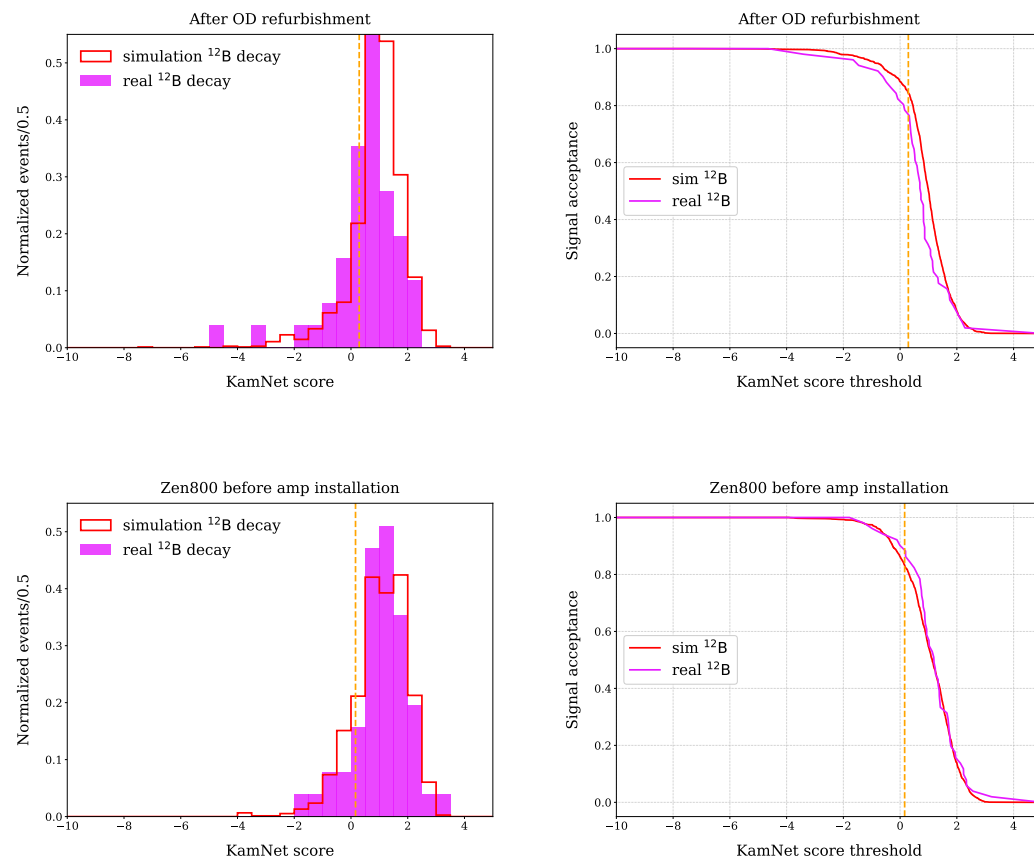 After OD refurbishment
simulation ¹²B decay
real ¹²B decay
Normalized events/0.5
0.5
0.4
0.3
0.2
0.1
0.0
−10
−8
−6
−4
−2
0
2
4
KamNet score
After OD refurbishment
Signal acceptance
1.0
0.8
0.6
0.4
0.2
0.0
sim ¹²B
real ¹²B
−10
−8
−6
−4
−2
0
2
4
KamNet score threshold
Zen800 before amp installation
simulation ¹²B decay
real ¹²B decay
Normalized events/0.5
0.5
0.4
0.3
0.2
0.1
0.0
−10
−8
−6
−4
−2
0
2
4
KamNet score
Zen800 before amp installation
Signal acceptance
1.0
0.8
0.6
0.4
0.2
0.0
sim ¹²B
real ¹²B
−10
−8
−6
−4
−2
0
2
4
KamNet score threshold